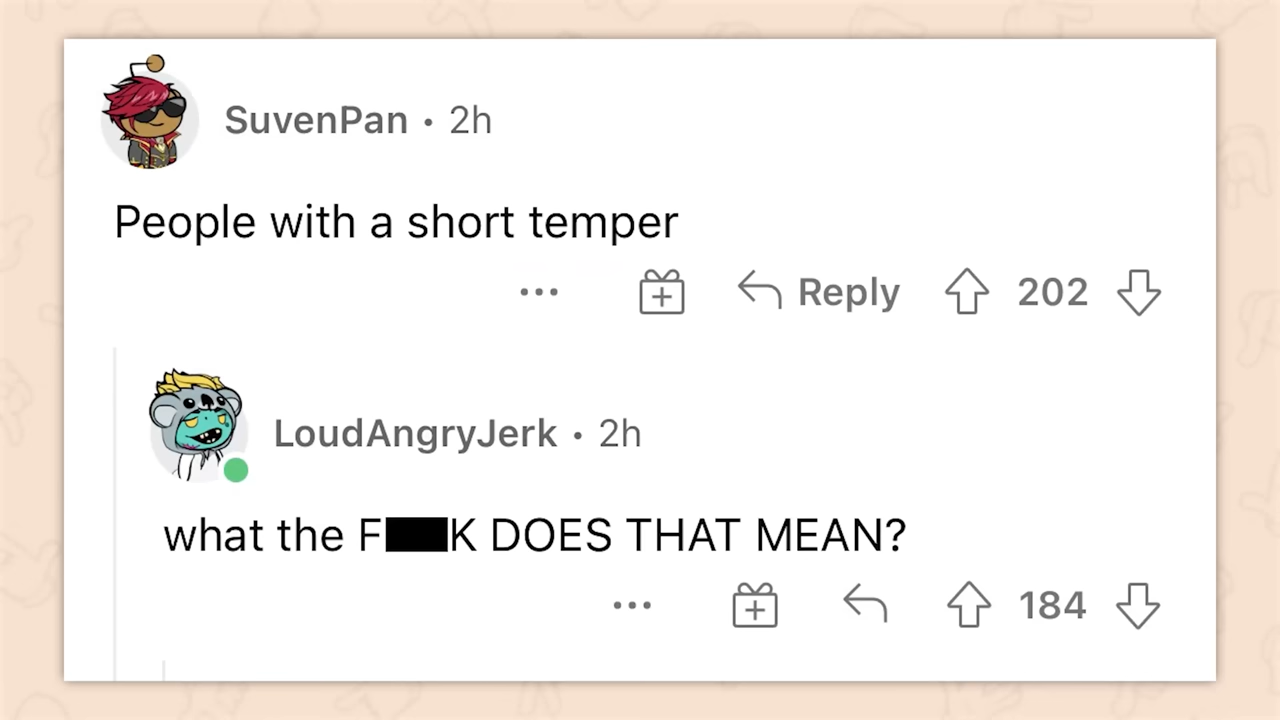 SuvenPan • 2h
People with a short temper
... Reply 202
LoudAngryJerk • 2h
what the F██K DOES THAT MEAN?
... 184